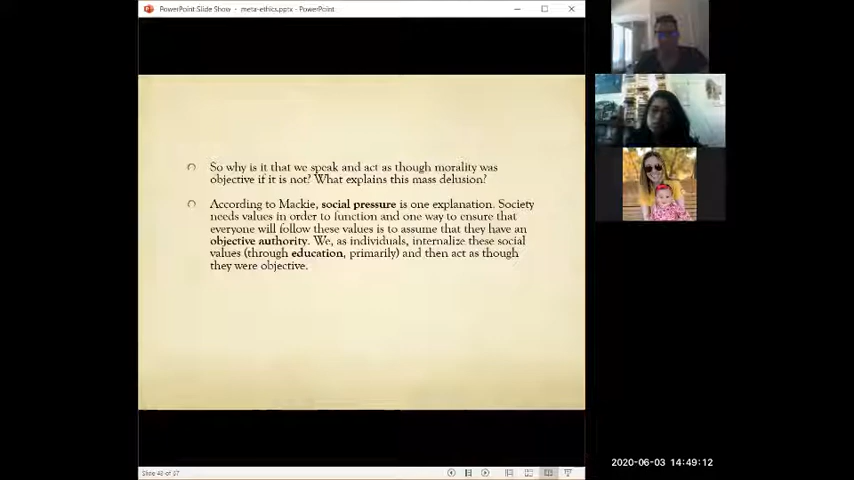 PowerPoint Slide Show - meta-ethics.pptx - PowerPoint
So why is it that we speak and act as though morality was
objective if it is not? What explains this mass delusion?
According to Mackie, social pressure is one explanation. Society
needs values in order to function and one way to ensure that
everyone will follow these values is to assume that they have an
objective authority. We, as individuals, internalize these social
values (through education, primarily) and then act as though
they were objective.
2020-06-03 14:49:12